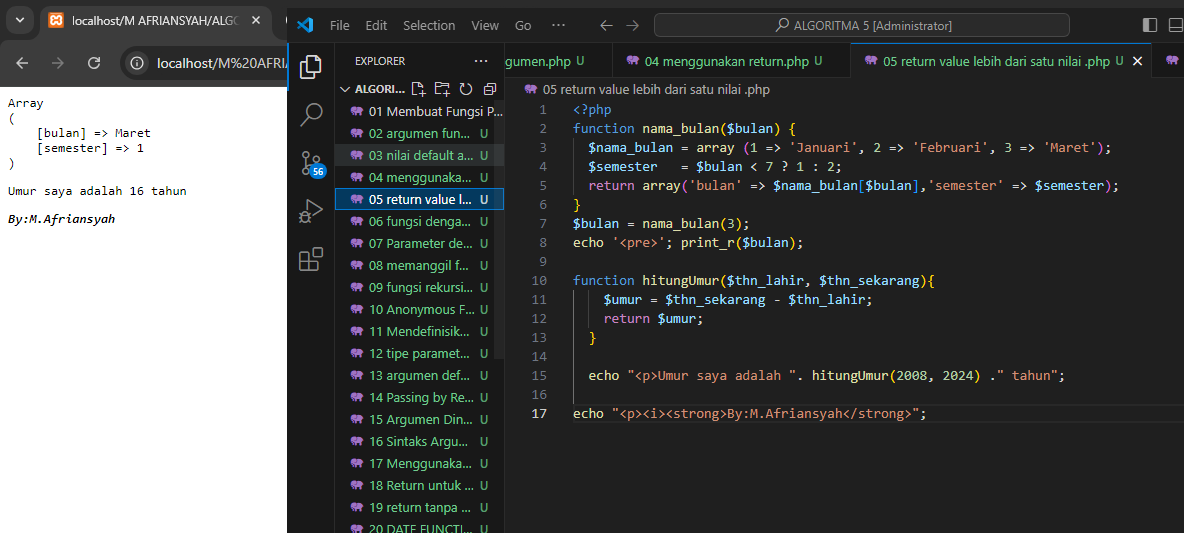 localhost/M AFRIANSYAH/ALGO
localhost/M%20AFRIA
Array
(
[bulan] => Maret
[semester] => 1
)
Umur saya adalah 16 tahun
By:M.Afriansyah
File Edit Selection View Go ··· ALGORITMA 5 [Administrator]
EXPLORER ···
ALGORI...
01 Membuat Fungsi P...
02 argumen fun... U
03 nilai default a... U
04 menggunaka... U
05 return value l... U
06 fungsi denga... U
07 Parameter de... U
08 memanggil f... U
09 fungsi rekursi... U
10 Anonymous F... U
11 Mendefinisik... U
12 tipe paramet... U
13 argumen def... U
14 Passing by Re... U
15 Argumen Din... U
16 Sintaks Argu... U
17 Menggunaka... U
18 Return untuk ... U
19 return tanpa ... U
20 DATE FUNCTI... U
56
gumen.php U
04 menggunakan return.php U
05 return value lebih dari satu nilai .php U
05 return value lebih dari satu nilai .php
1 <?php
2 function nama_bulan($bulan) {
3 $nama_bulan = array (1 => 'Januari', 2 => 'Februari', 3 => 'Maret');
4 $semester   = $bulan < 7 ? 1 : 2;
5 return array('bulan' => $nama_bulan[$bulan],'semester' => $semester);
6 }
7 $bulan = nama_bulan(3);
8 echo '<pre>'; print_r($bulan);
9
10 function hitungUmur($thn_lahir, $thn_sekarang){
11 $umur = $thn_sekarang - $thn_lahir;
12 return $umur;
13 }
14
15 echo "<p>Umur saya adalah ". hitungUmur(2008, 2024) ." tahun";
16
17 echo "<p><i><strong>By:M.Afriansyah</strong>";